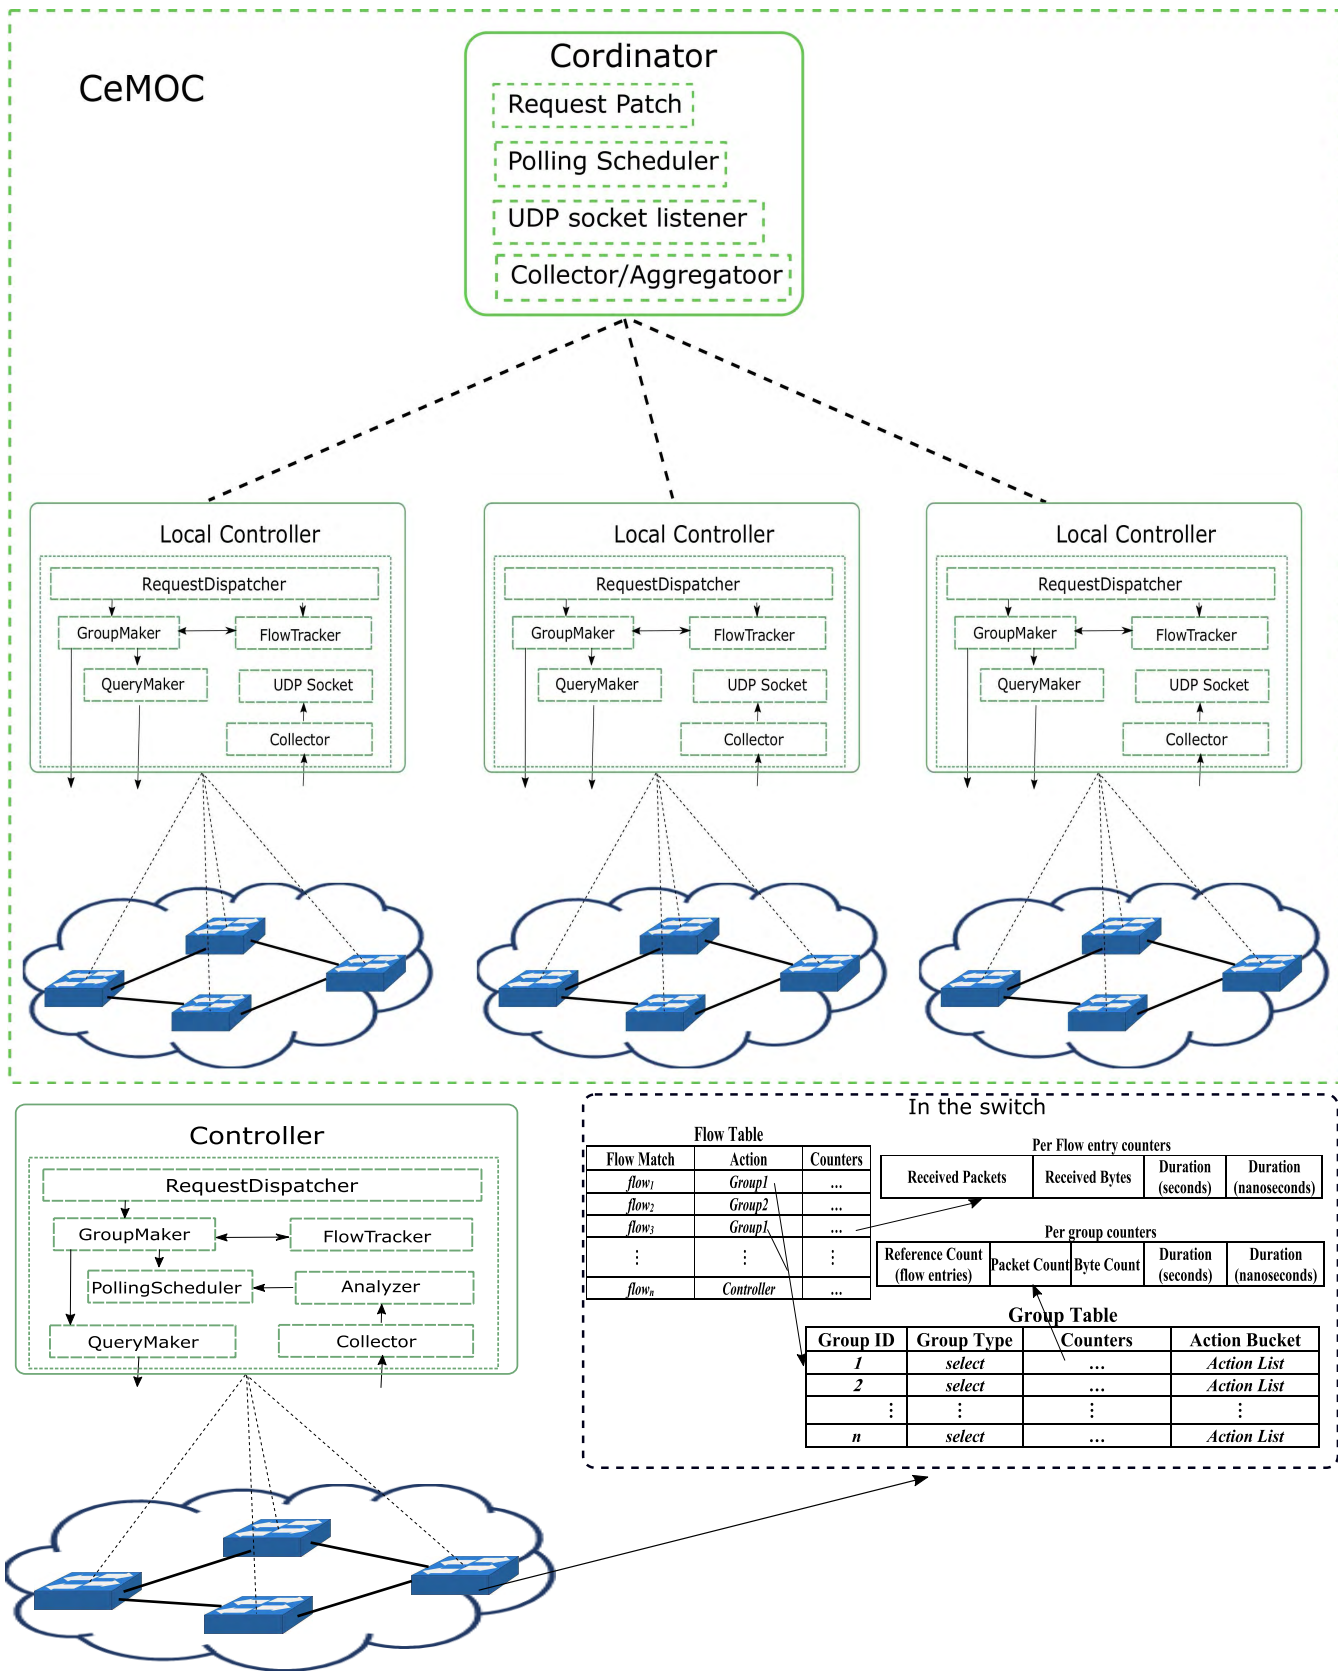 CeMOC
Cordinator
Request Patch
Polling Scheduler
UDP socket listener
Collector/Aggregatoor
Local Controller
RequestDispatcher
GroupMaker
FlowTracker
QueryMaker
UDP Socket
Collector
Local Controller
RequestDispatcher
GroupMaker
FlowTracker
QueryMaker
UDP Socket
Collector
Local Controller
RequestDispatcher
GroupMaker
FlowTracker
QueryMaker
UDP Socket
Collector
Controller
RequestDispatcher
GroupMaker
FlowTracker
PollingScheduler
Analyzer
QueryMaker
Collector
In the switch
Flow Table
Flow Match Action Counters
flow₁ Group1 ...
flow₂ Group2 ...
flow₃ Group1 ...
⋮ ⋮ ⋮
flowₙ Controller ...
Per Flow entry counters
Received Packets Received Bytes Duration (seconds) Duration (nanoseconds)
Per group counters
Reference Count (flow entries) Packet Count Byte Count Duration (seconds) Duration (nanoseconds)
Group Table
Group ID Group Type Counters Action Bucket
1 select ... Action List
2 select ... Action List
⋮ ⋮ ⋮ ⋮
n select ... Action List